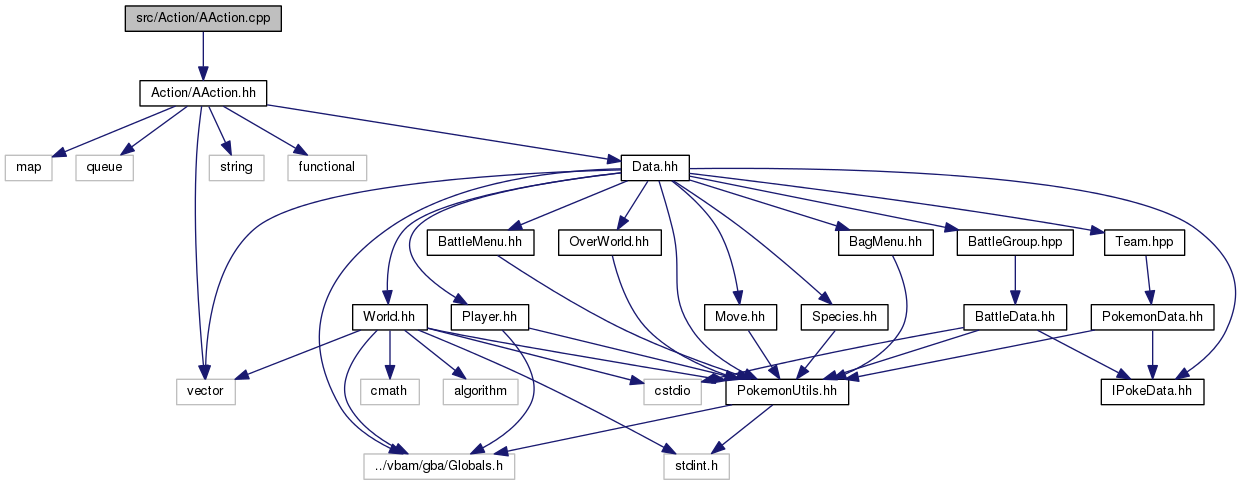 src/Action/AAction.cpp
Action/AAction.hh
map
queue
string
functional
Data.hh
BattleMenu.hh
OverWorld.hh
BagMenu.hh
BattleGroup.hpp
Team.hpp
World.hh
Player.hh
Move.hh
Species.hh
BattleData.hh
PokemonData.hh
vector
cmath
algorithm
cstdio
PokemonUtils.hh
IPokeData.hh
../vbam/gba/Globals.h
stdint.h